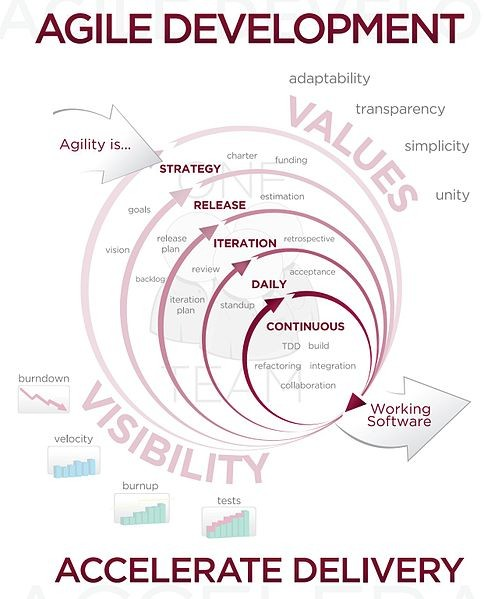 AGILE DEVELOPMENT
adaptability
transparency
simplicity
unity
VALUES
Agility is...
STRATEGY
charter
funding
goals
vision
RELEASE
estimation
release
plan
backlog
ITERATION
retrospective
review
iteration
plan
DAILY
acceptance
standup
CONTINUOUS
TDD build
refactoring integration
collaboration
ONE
TEAM
Working
Software
VISIBILITY
burndown
velocity
burnup
tests
ACCELERATE DELIVERY